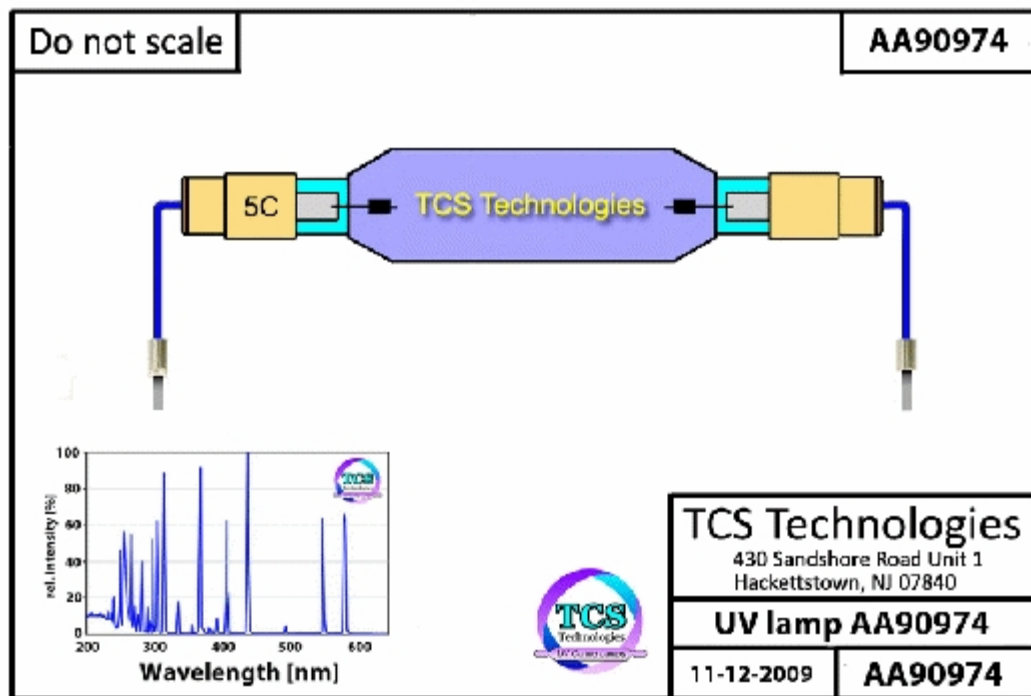 Do not scale
AA90974
5C
TCS Technologies
100
80
60
40
20
0
rel. Intensity [%]
200 300 400 500 600
Wavelength [nm]
TCS
Technologies
TCS
Technologies
TCS Technologies
430 Sandshore Road Unit 1
Hackettstown, NJ 07840
UV lamp AA90974
11-12-2009
AA90974